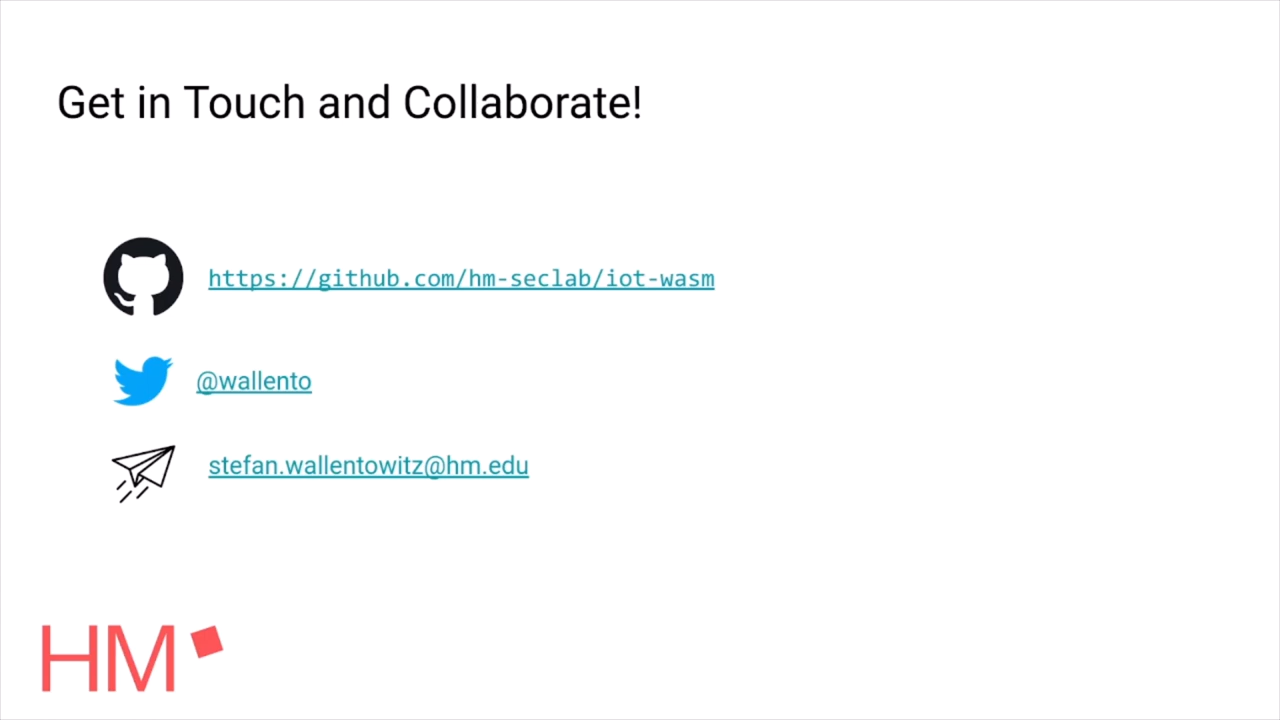 Get in Touch and Collaborate!
https://github.com/hm-seclab/iot-wasm
@wallento
stefan.wallentowitz@hm.edu
HM